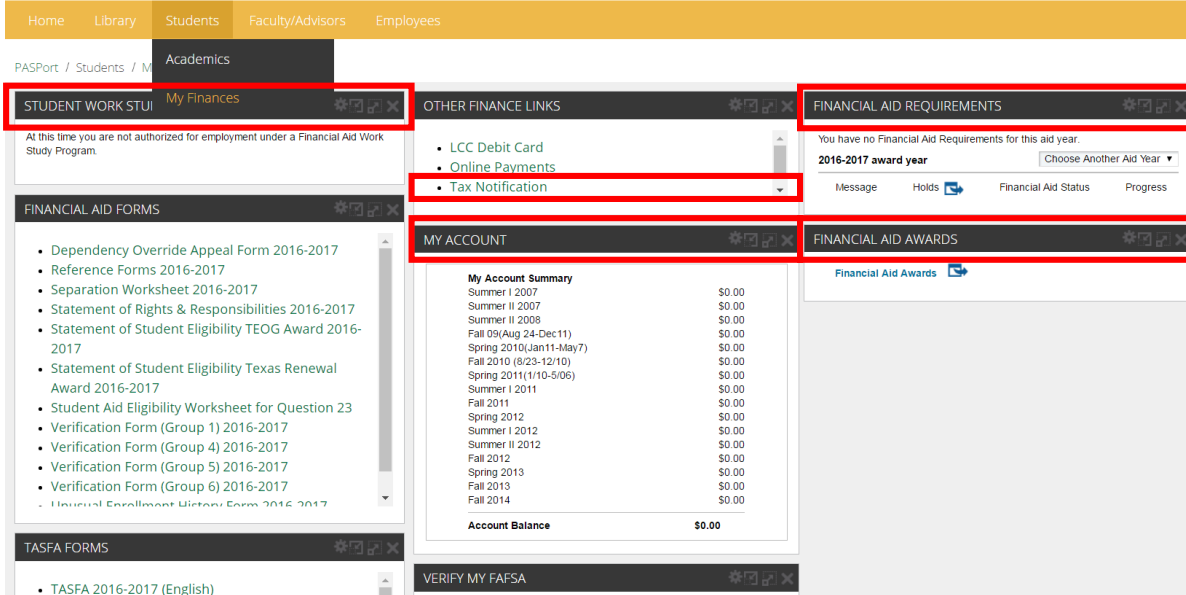 Home Library Students Faculty/Advisors Employees
Academics
My Finances
PASPort / Students / M
STUDENT WORK STU
At this time you are not authorized for employment under a Financial Aid Work
Study Program.
FINANCIAL AID FORMS
Dependency Override Appeal Form 2016-2017
Reference Forms 2016-2017
Separation Worksheet 2016-2017
Statement of Rights & Responsibilities 2016-2017
Statement of Student Eligibility TEOG Award 2016-
2017
Statement of Student Eligibility Texas Renewal
Award 2016-2017
Student Aid Eligibility Worksheet for Question 23
Verification Form (Group 1) 2016-2017
Verification Form (Group 4) 2016-2017
Verification Form (Group 5) 2016-2017
Verification Form (Group 6) 2016-2017
Unusual Enrollment History Form 2016-2017
TASFA FORMS
TASFA 2016-2017 (English)
OTHER FINANCE LINKS
LCC Debit Card
Online Payments
Tax Notification
MY ACCOUNT
My Account Summary
Summer I 2007 $0.00
Summer II 2007 $0.00
Summer II 2008 $0.00
Fall 09(Aug 24-Dec11) $0.00
Spring 2010(Jan11-May7) $0.00
Fall 2010 (8/23-12/10) $0.00
Spring 2011(1/10-5/06) $0.00
Summer I 2011 $0.00
Fall 2011 $0.00
Spring 2012 $0.00
Summer I 2012 $0.00
Summer II 2012 $0.00
Fall 2012 $0.00
Spring 2013 $0.00
Fall 2013 $0.00
Fall 2014 $0.00
Account Balance $0.00
VERIFY MY FAFSA
FINANCIAL AID REQUIREMENTS
You have no Financial Aid Requirements for this aid year.
2016-2017 award year Choose Another Aid Year
Message Holds Financial Aid Status Progress
FINANCIAL AID AWARDS
Financial Aid Awards